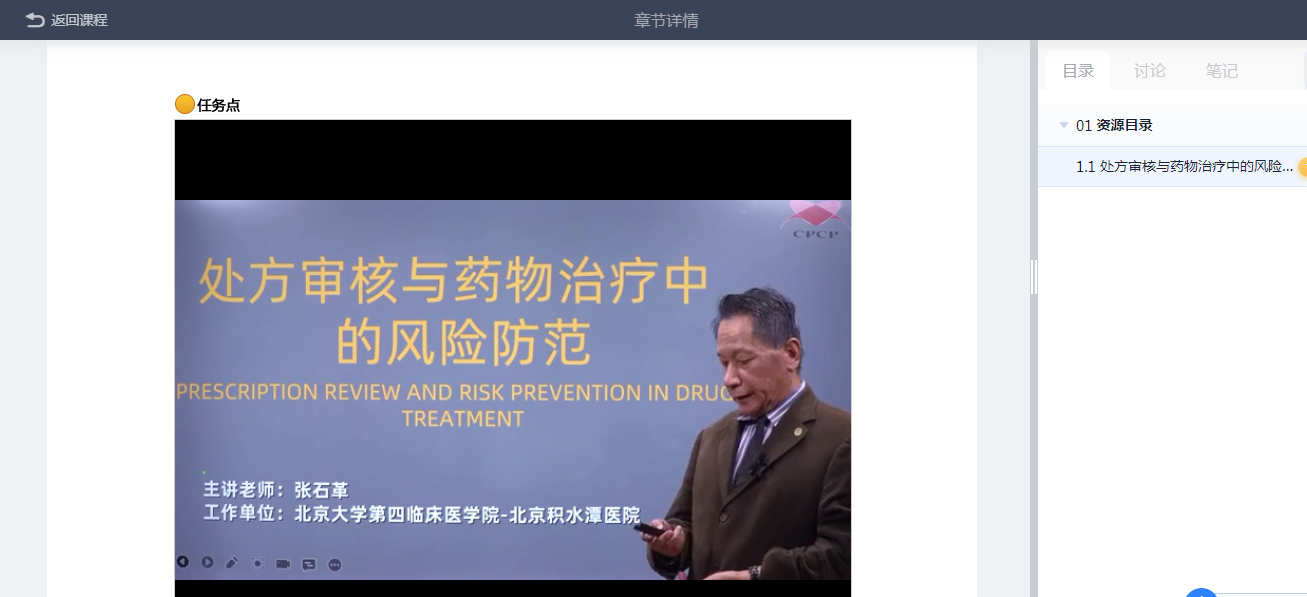 返回课程
章节详情
目录
讨论
笔记
任务点
01 资源目录
1.1 处方审核与药物治疗中的风险...
CPCP
处方审核与药物治疗中
的风险防范
PRESCRIPTION REVIEW AND RISK PREVENTION IN DRUG
TREATMENT
主讲老师：张石革
工作单位：北京大学第四临床医学院-北京积水潭医院